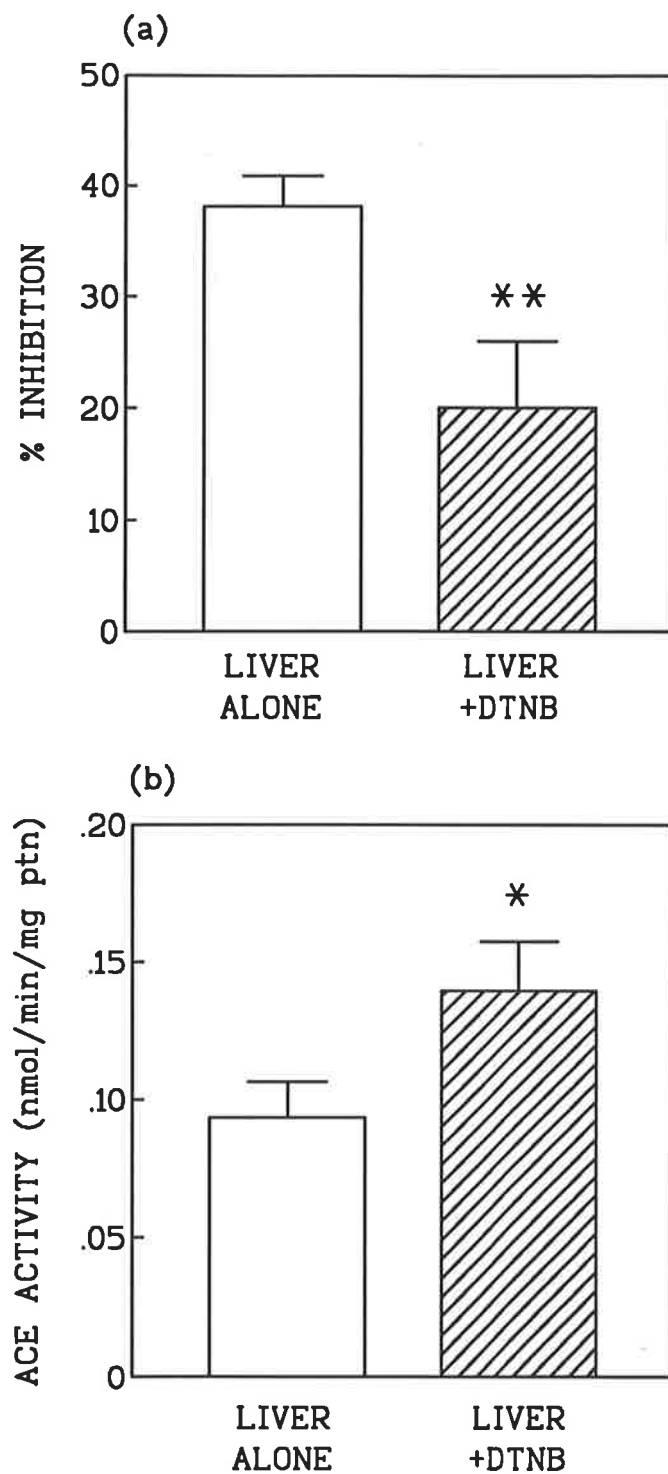 (a)
% INHIBITION
50
40
30
20
10
0
**
LIVER
ALONE
LIVER
+DTNB
(b)
ACE ACTIVITY (nmol/min/mg ptn)
.20
.15
.10
.05
0
*
LIVER
ALONE
LIVER
+DTNB